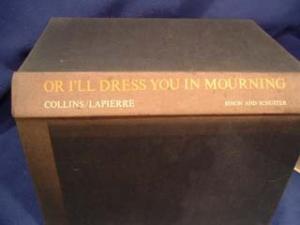 OR I'LL DRESS YOU IN MOURNING
COLLINS/LAPIERRE SIMON AND SCHUSTER